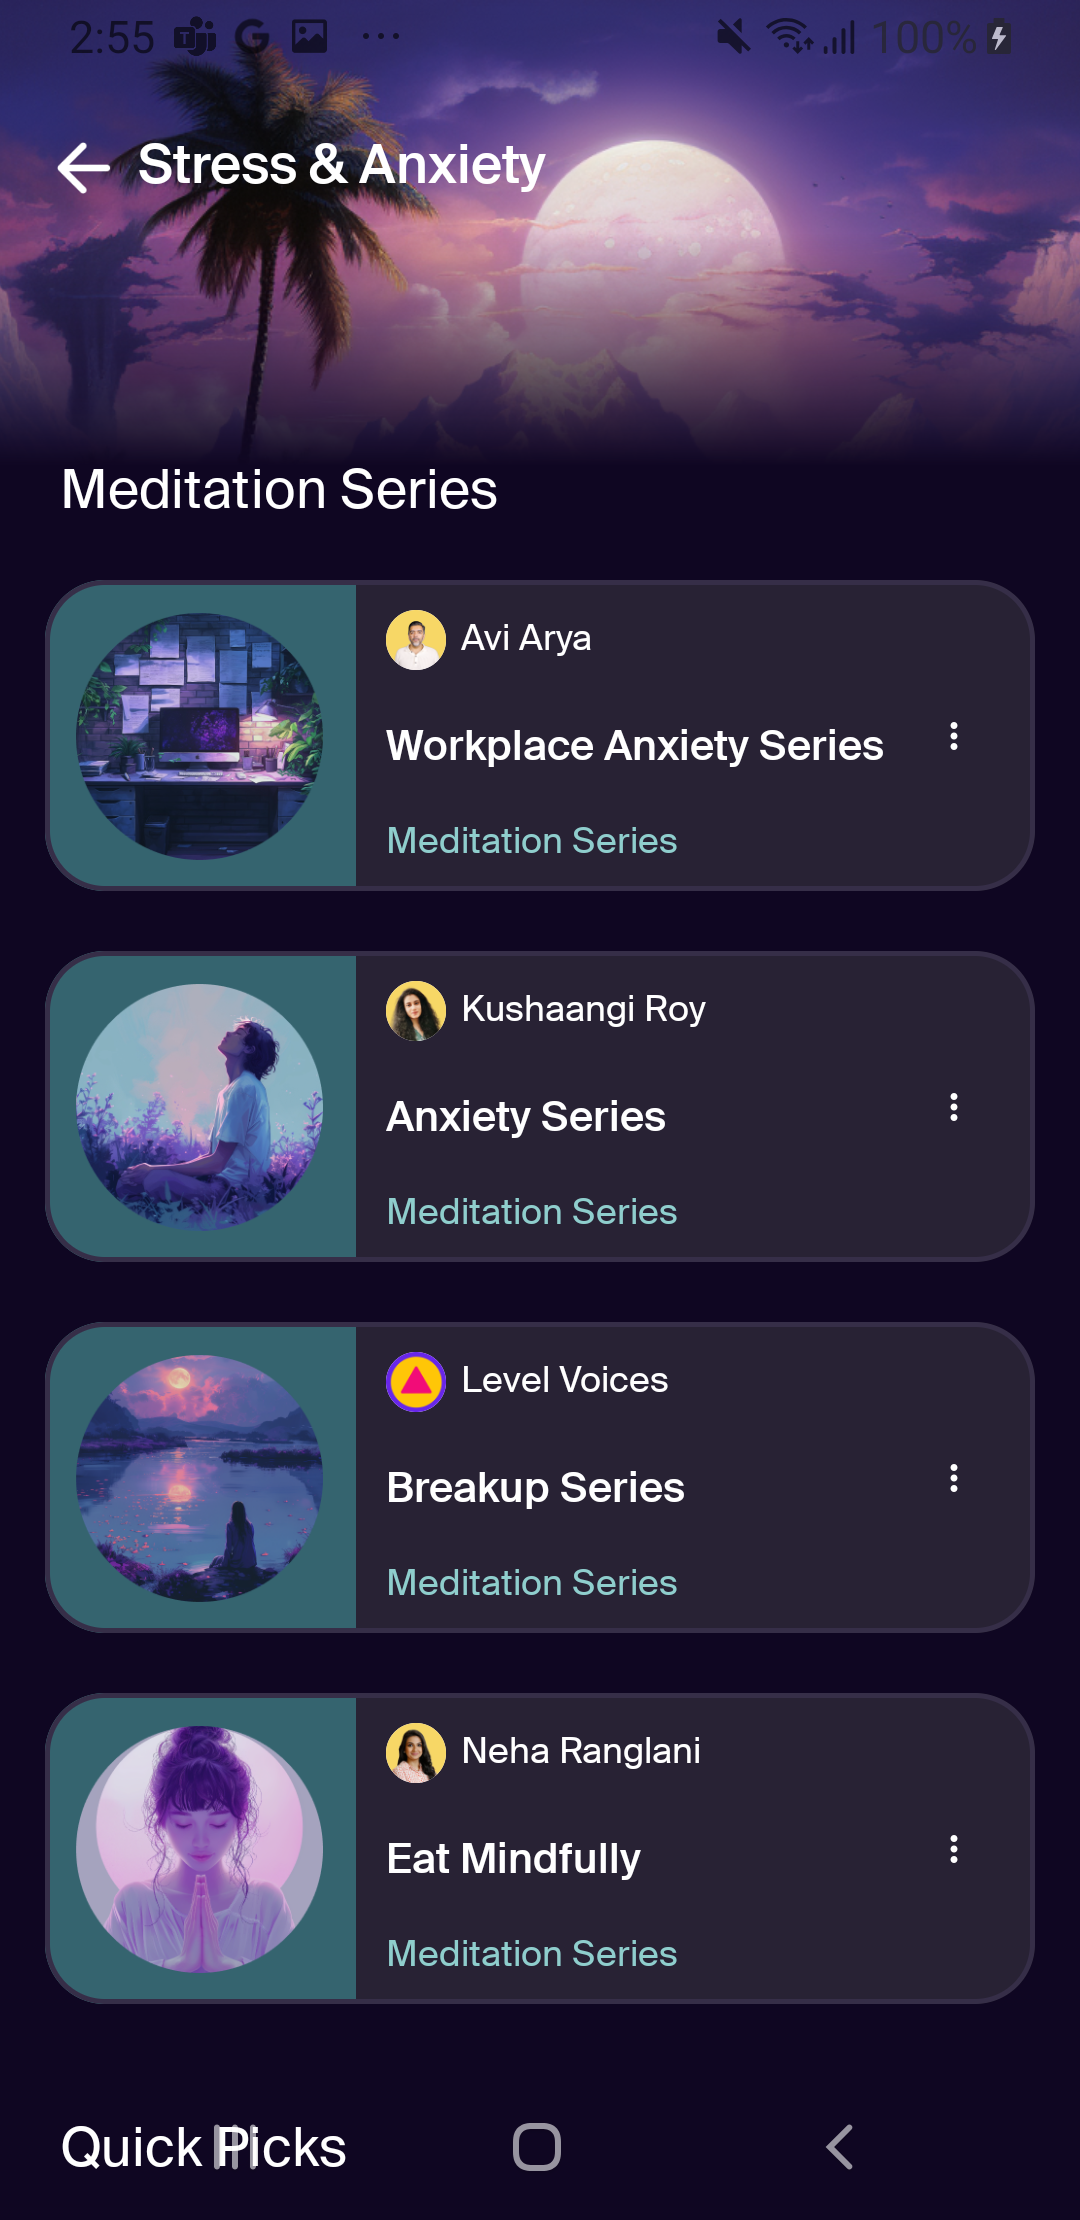 2:55 100%
Stress & Anxiety
Meditation Series
Avi Arya
Workplace Anxiety Series
Meditation Series
Kushaangi Roy
Anxiety Series
Meditation Series
Level Voices
Breakup Series
Meditation Series
Neha Ranglani
Eat Mindfully
Meditation Series
Quick Picks